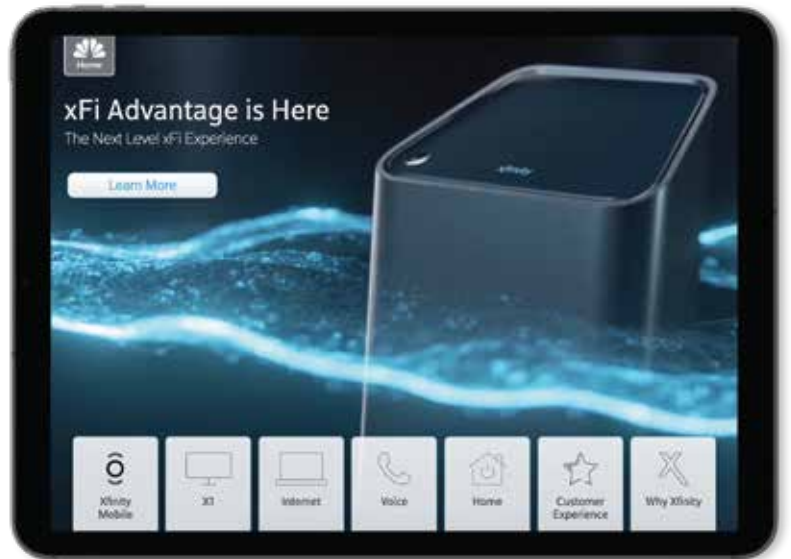 Home
xFi Advantage is Here
The Next Level xFi Experience
Learn More
xfinity
Xfinity
Mobile
X1
Internet
Voice
Home
Customer
Experience
Why Xfinity